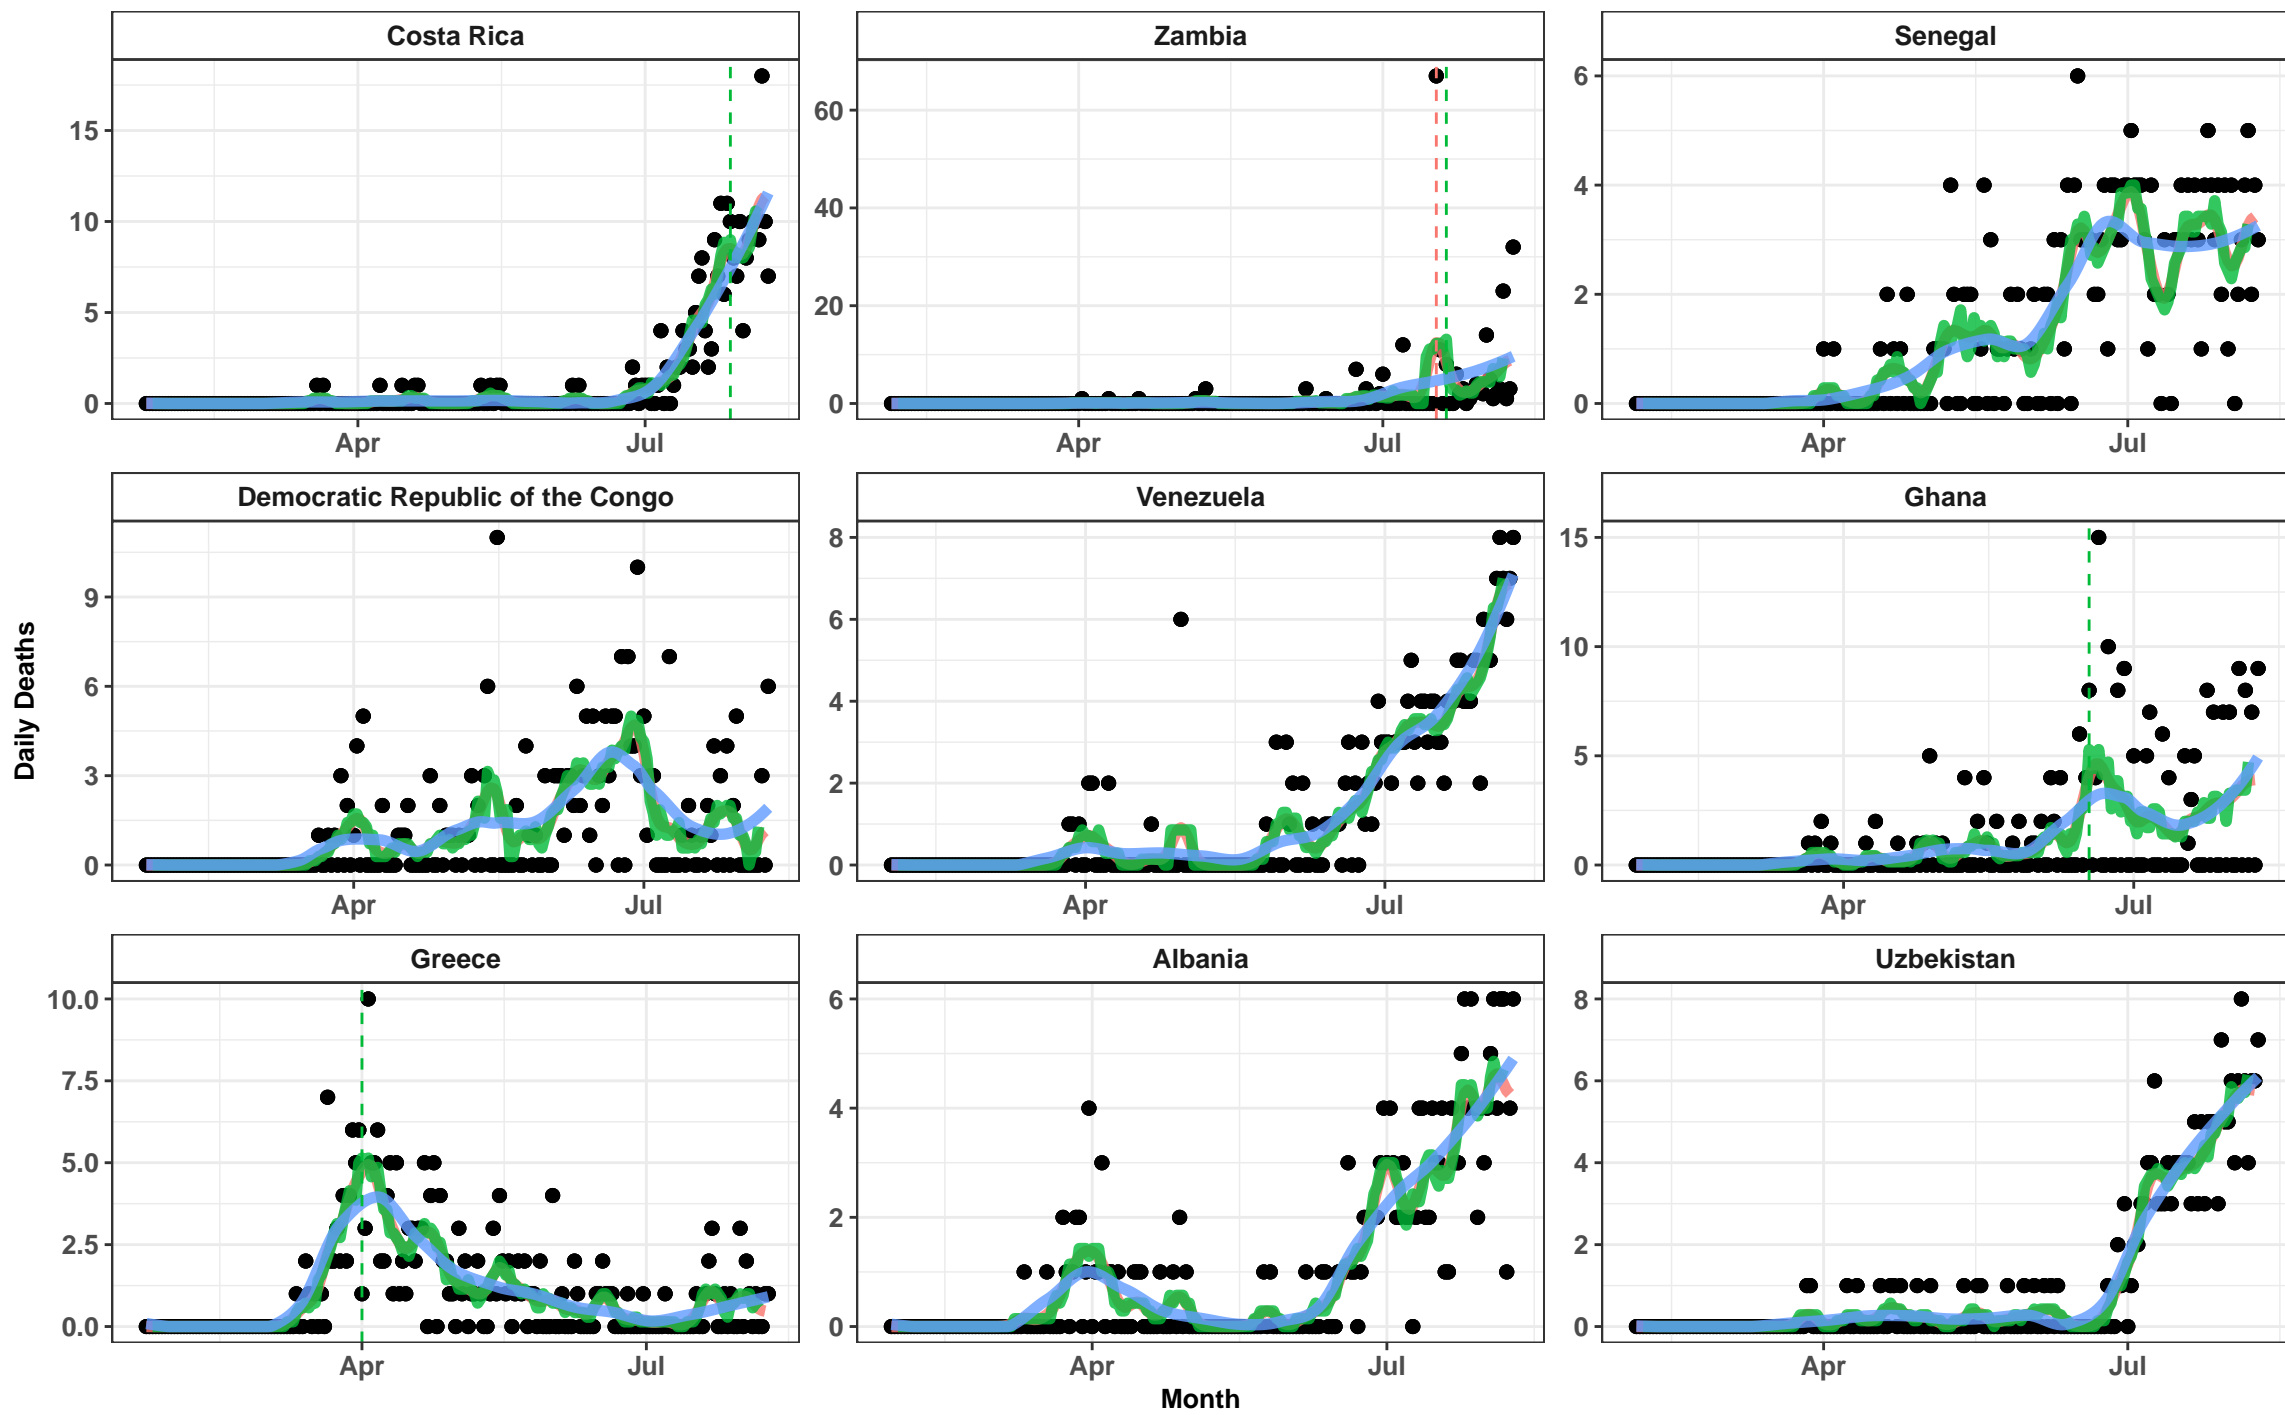 Costa Rica
Zambia
Senegal
15
10
5
0
Apr
Jul
60
40
20
0
Apr
Jul
6
4
2
0
Apr
Jul
Democratic Republic of the Congo
Venezuela
Ghana
9
6
3
0
Apr
Jul
8
6
4
2
0
Apr
Jul
15
10
5
0
Apr
Jul
Daily Deaths
Greece
Albania
Uzbekistan
10.0
7.5
5.0
2.5
0.0
Apr
Jul
6
4
2
0
Apr
Jul
8
6
4
2
0
Apr
Jul
Month